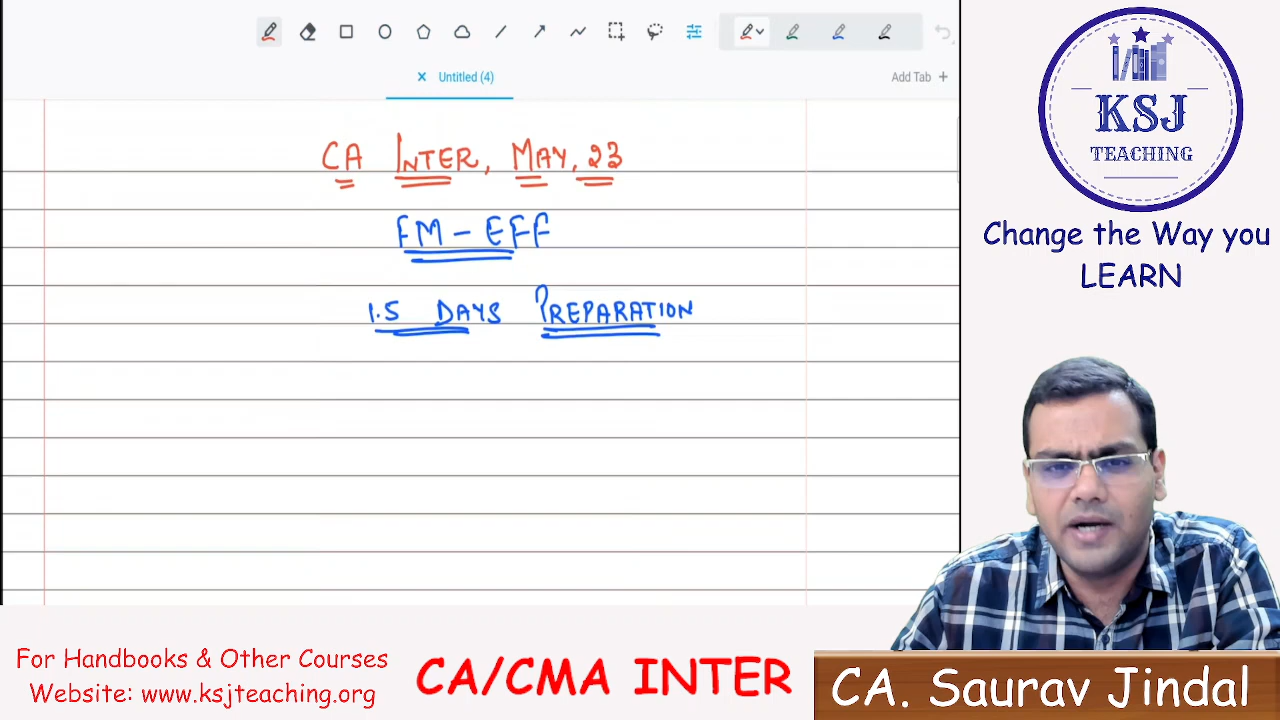 Untitled (4)
Add Tab +
CA INTER, MAY, 23
FM - EFF
1.5 DAYS PREPARATION
KSJ
TEACHING
Change the Way you
LEARN
For Handbooks & Other Courses
Website: www.ksjteaching.org
CA/CMA INTER
CA. Saurav Jindal